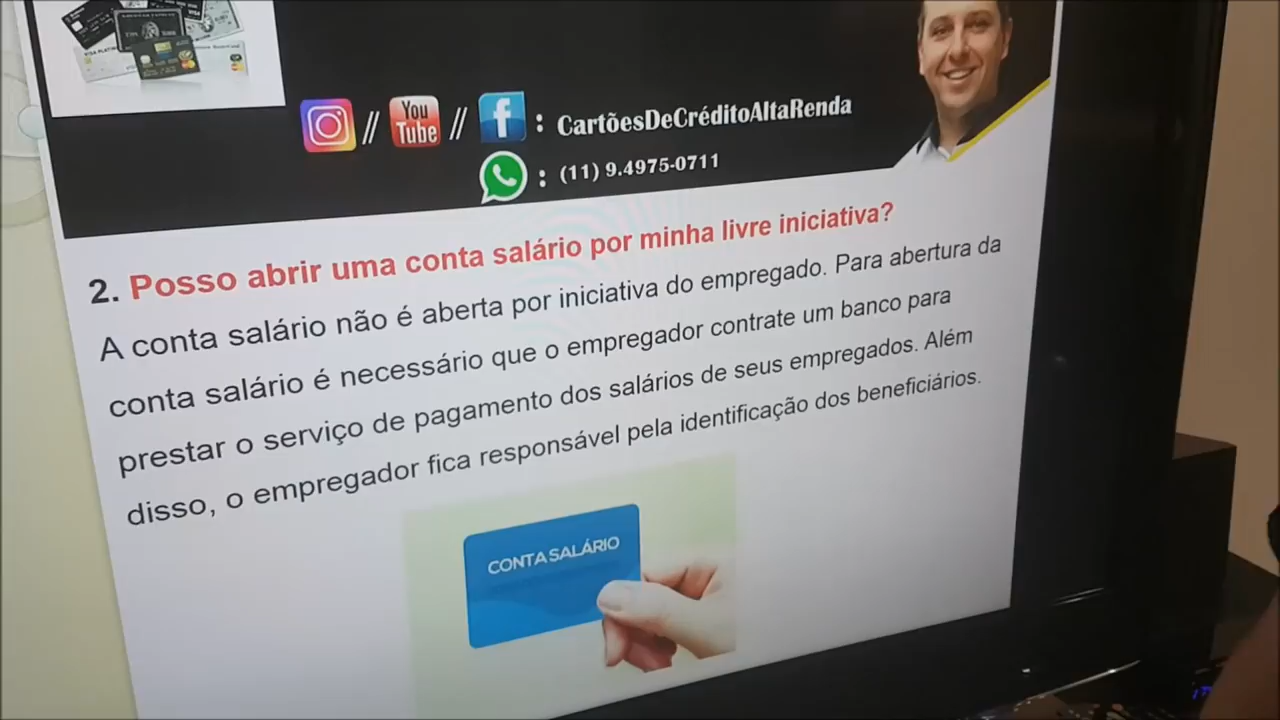 You
Tube
// // : CartõesDeCréditoAltaRenda
: (11) 9.4975-0711
2. Posso abrir uma conta salário por minha livre iniciativa?
A conta salário não é aberta por iniciativa do empregado. Para abertura da
conta salário é necessário que o empregador contrate um banco para
prestar o serviço de pagamento dos salários de seus empregados. Além
disso, o empregador fica responsável pela identificação dos beneficiários.
CONTA SALÁRIO